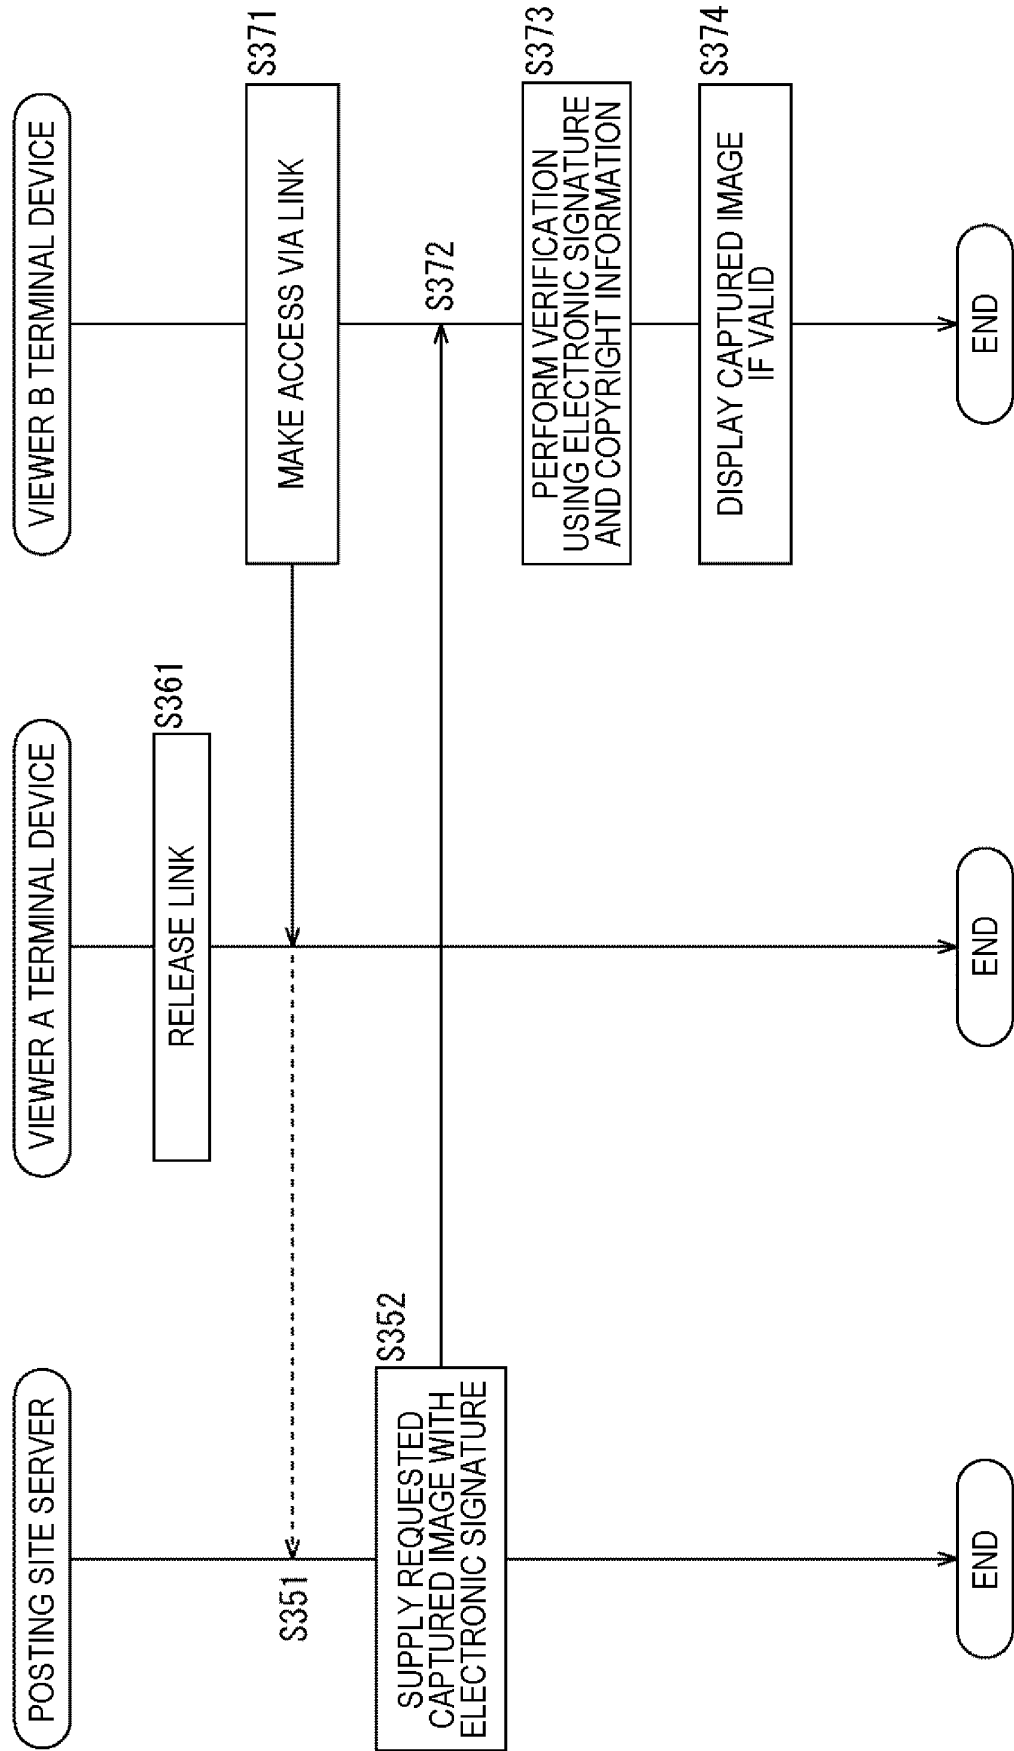 POSTING SITE SERVER
VIEWER A TERMINAL DEVICE
VIEWER B TERMINAL DEVICE
S361
RELEASE LINK
S371
MAKE ACCESS VIA LINK
S351
S352
SUPPLY REQUESTED
CAPTURED IMAGE WITH
ELECTRONIC SIGNATURE
S372
S373
PERFORM VERIFICATION
USING ELECTRONIC SIGNATURE
AND COPYRIGHT INFORMATION
S374
DISPLAY CAPTURED IMAGE
IF VALID
END
END
END